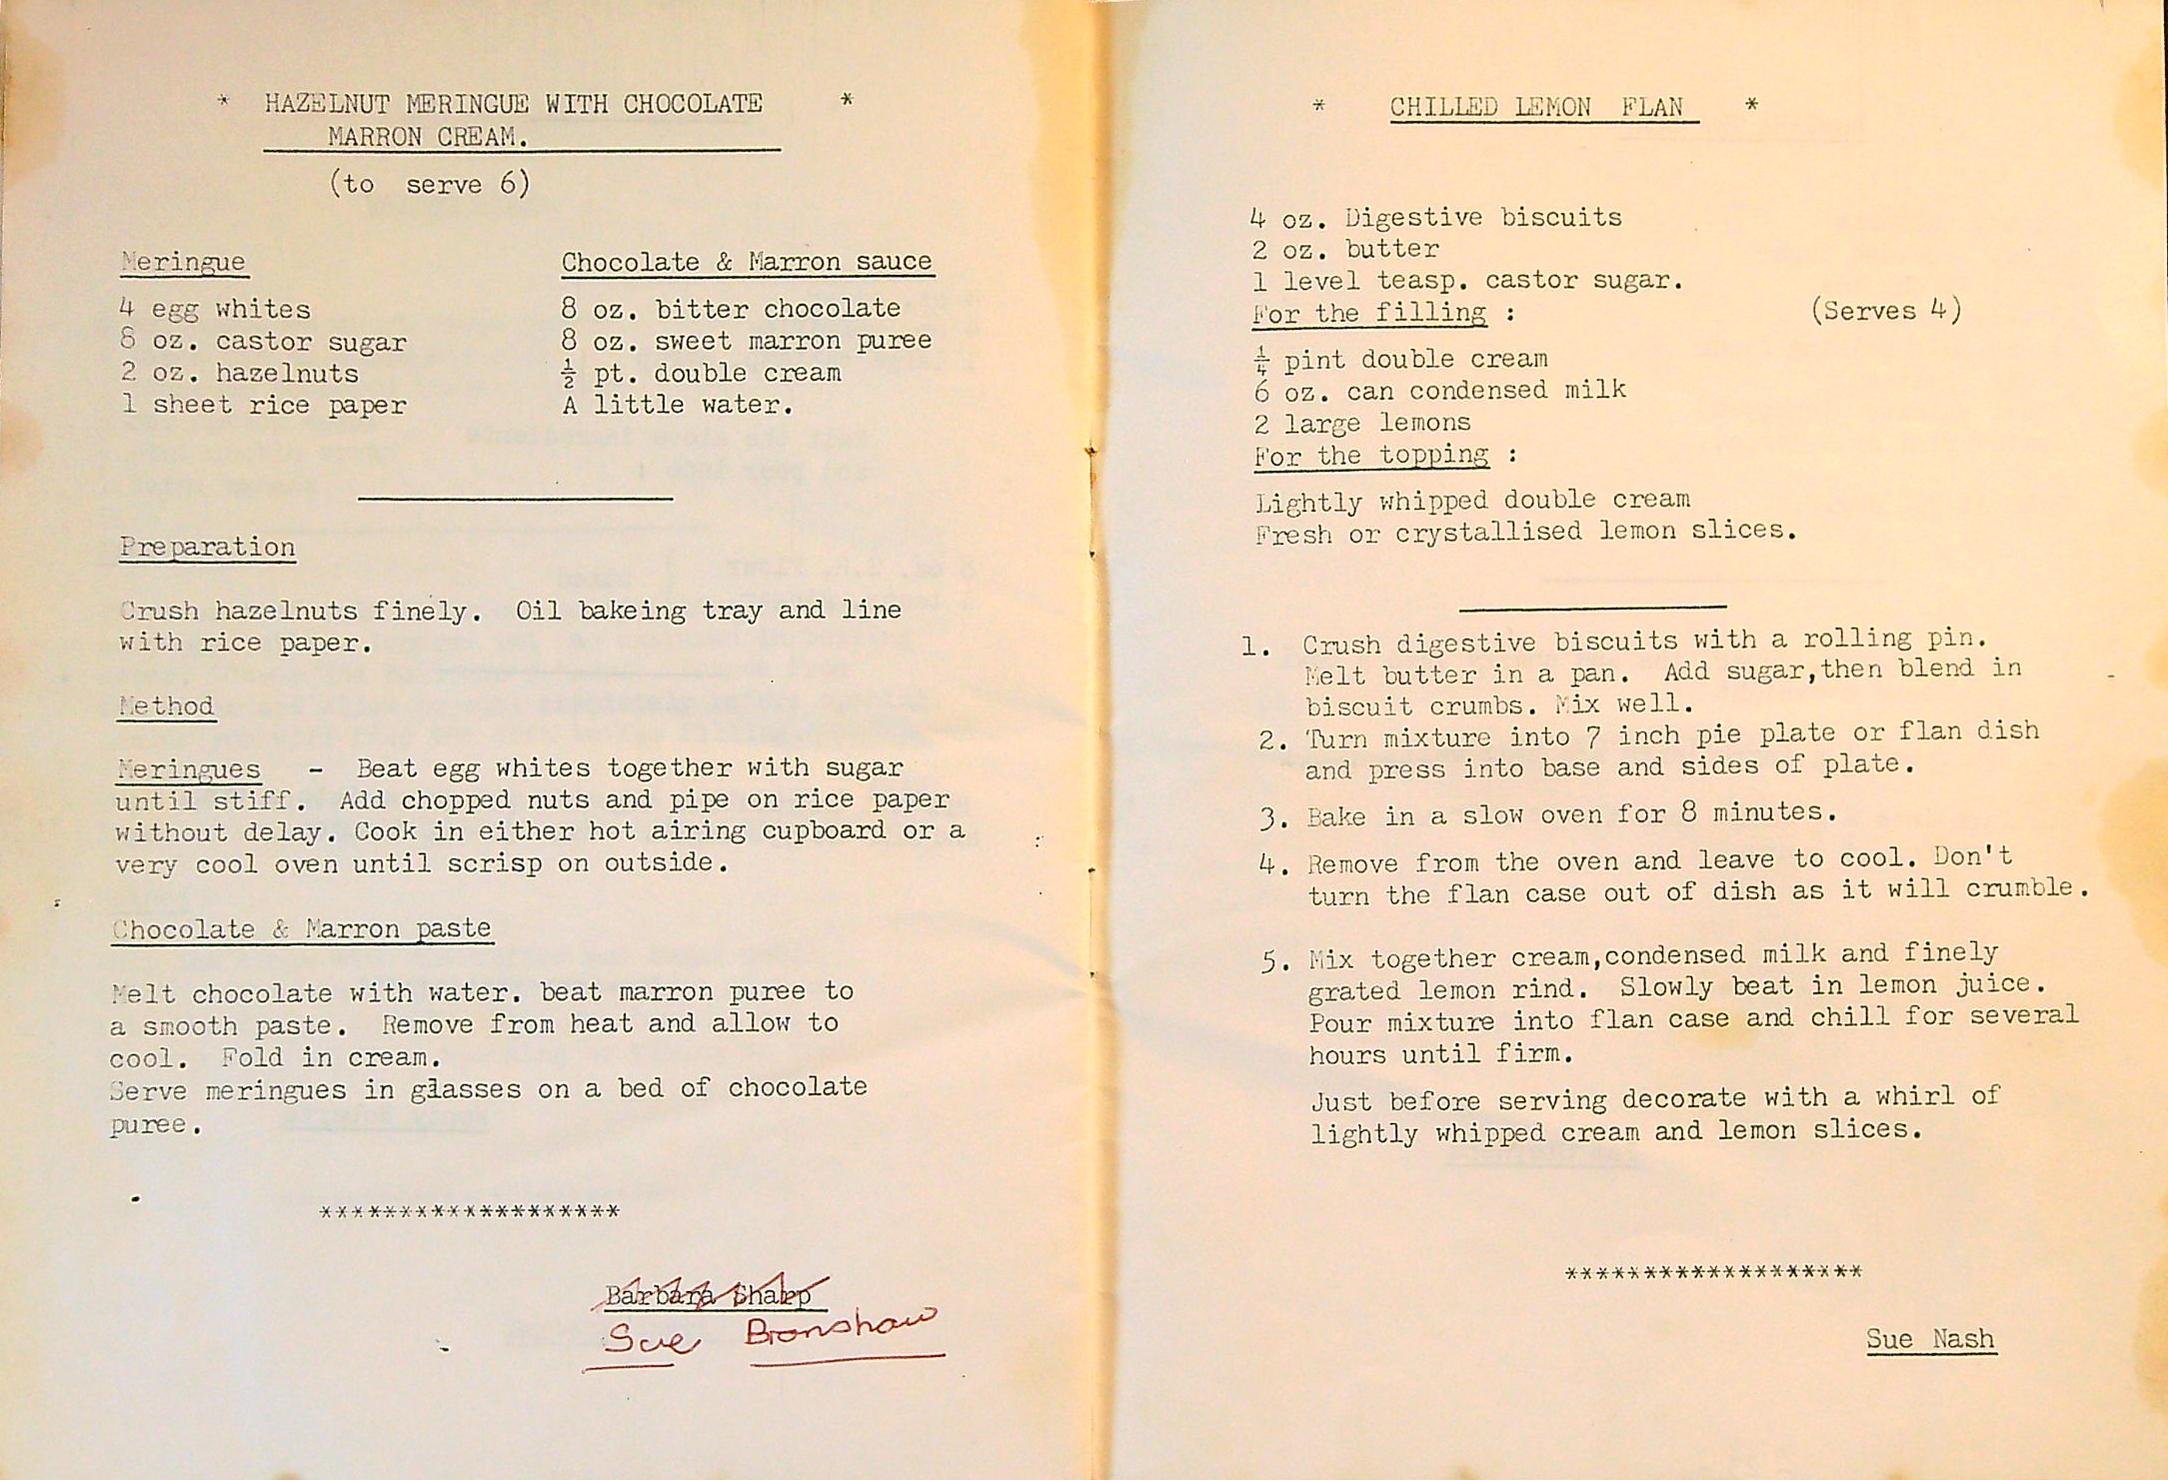 * HAZELNUT MERINGUE WITH CHOCOLATE *
MARRON CREAM.
(to serve 6)
Meringue
4 egg whites
8 oz. castor sugar
2 oz. hazelnuts
1 sheet rice paper
Chocolate & Marron sauce
8 oz. bitter chocolate
8 oz. sweet marron puree
½ pt. double cream
A little water.
Preparation
Crush hazelnuts finely. Oil bakeing tray and line
with rice paper.
Method
Meringues - Beat egg whites together with sugar
until stiff. Add chopped nuts and pipe on rice paper
without delay. Cook in either hot airing cupboard or a
very cool oven until scrisp on outside.
Chocolate & Marron paste
Melt chocolate with water. beat marron puree to
a smooth paste. Remove from heat and allow to
cool. Fold in cream.
Serve meringues in glasses on a bed of chocolate
puree.
*******************
Barbara Sharp
Sue Bronshaw
* CHILLED LEMON FLAN *
4 oz. Digestive biscuits
2 oz. butter
1 level teasp. castor sugar.
For the filling : (Serves 4)
¼ pint double cream
6 oz. can condensed milk
2 large lemons
For the topping :
Lightly whipped double cream
Fresh or crystallised lemon slices.
1. Crush digestive biscuits with a rolling pin.
Melt butter in a pan. Add sugar,then blend in
biscuit crumbs. Mix well.
2. Turn mixture into 7 inch pie plate or flan dish
and press into base and sides of plate.
3. Bake in a slow oven for 8 minutes.
4. Remove from the oven and leave to cool. Don't
turn the flan case out of dish as it will crumble.
5. Mix together cream,condensed milk and finely
grated lemon rind. Slowly beat in lemon juice.
Pour mixture into flan case and chill for several
hours until firm.
Just before serving decorate with a whirl of
lightly whipped cream and lemon slices.
*******************
Sue Nash